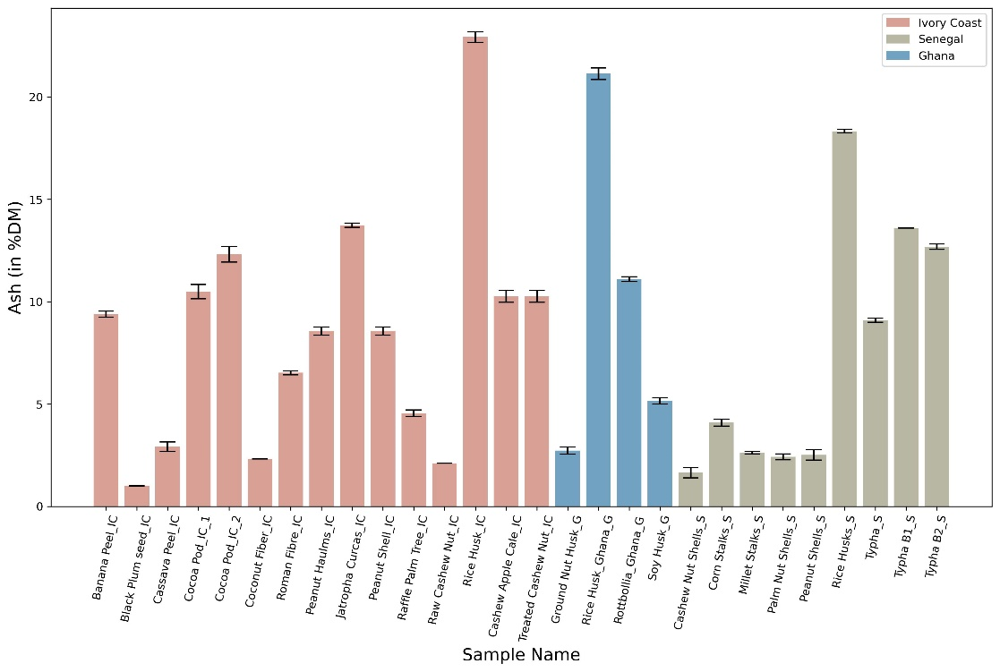 Ivory Coast
Senegal
Ghana
Ash (in %DM)
20
15
10
5
0
Banana Peel_IC
Black Plum seed_IC
Cassava Peel_IC
Cocoa Pod_IC_1
Cocoa Pod_IC_2
Coconut Fiber_IC
Roman Fibre_IC
Peanut Haulms_IC
Jatropha Curcas_IC
Peanut Shell_IC
Raffle Palm Tree_IC
Raw Cashew Nut_IC
Rice Husk_IC
Cashew Apple Cale_IC
Treated Cashew Nut_IC
Ground Nut Husk_G
Rice Husk_Ghana_G
Rottbollia_Ghana_G
Soy Husk_G
Cashew Nut Shells_S
Corn Stalks_S
Millet Stalks_S
Palm Nut Shells_S
Peanut Shells_S
Rice Husks_S
Typha_S
Typha B1_S
Typha B2_S
Sample Name